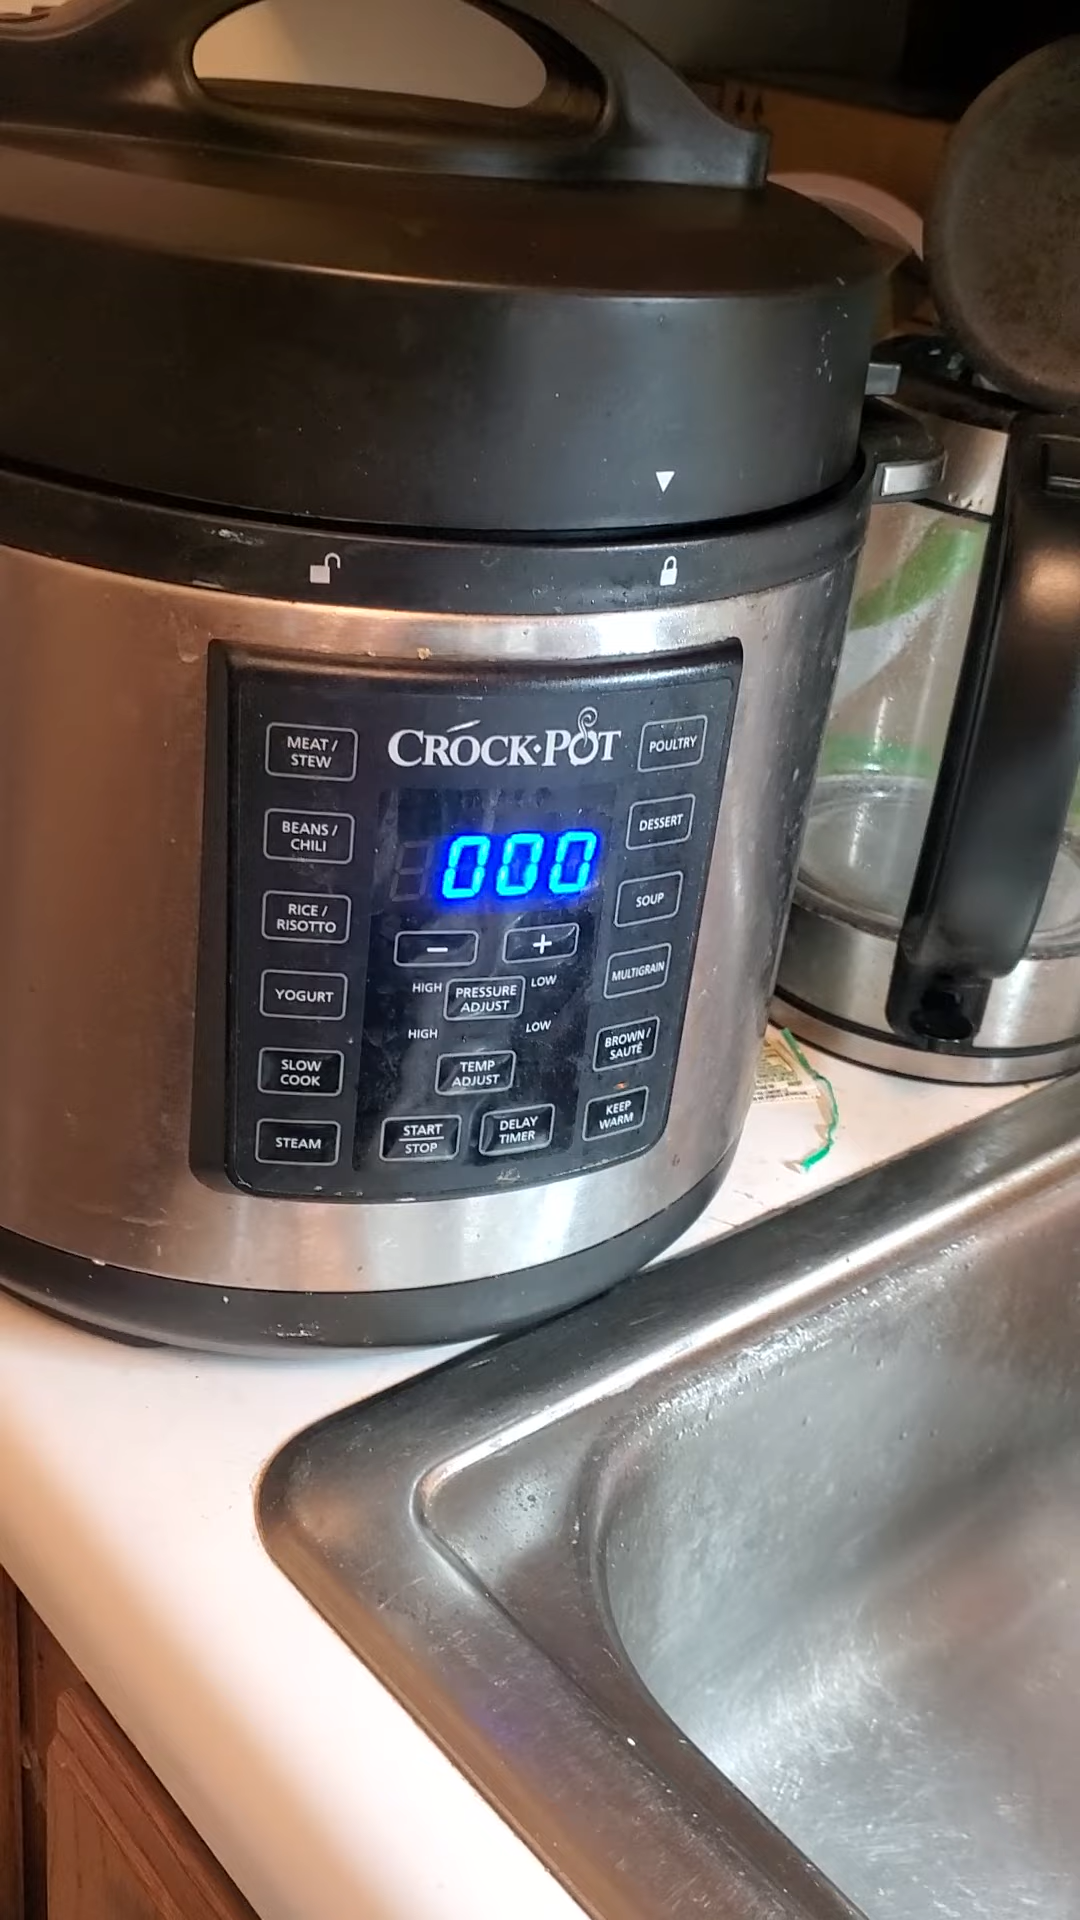 CROCK·POT
MEAT /
STEW
BEANS /
CHILI
RICE /
RISOTTO
YOGURT
SLOW
COOK
STEAM
000
−
+
HIGH
LOW
PRESSURE
ADJUST
HIGH
LOW
TEMP
ADJUST
START
STOP
DELAY
TIMER
POULTRY
DESSERT
SOUP
MULTIGRAIN
BROWN /
SAUTÉ
KEEP
WARM